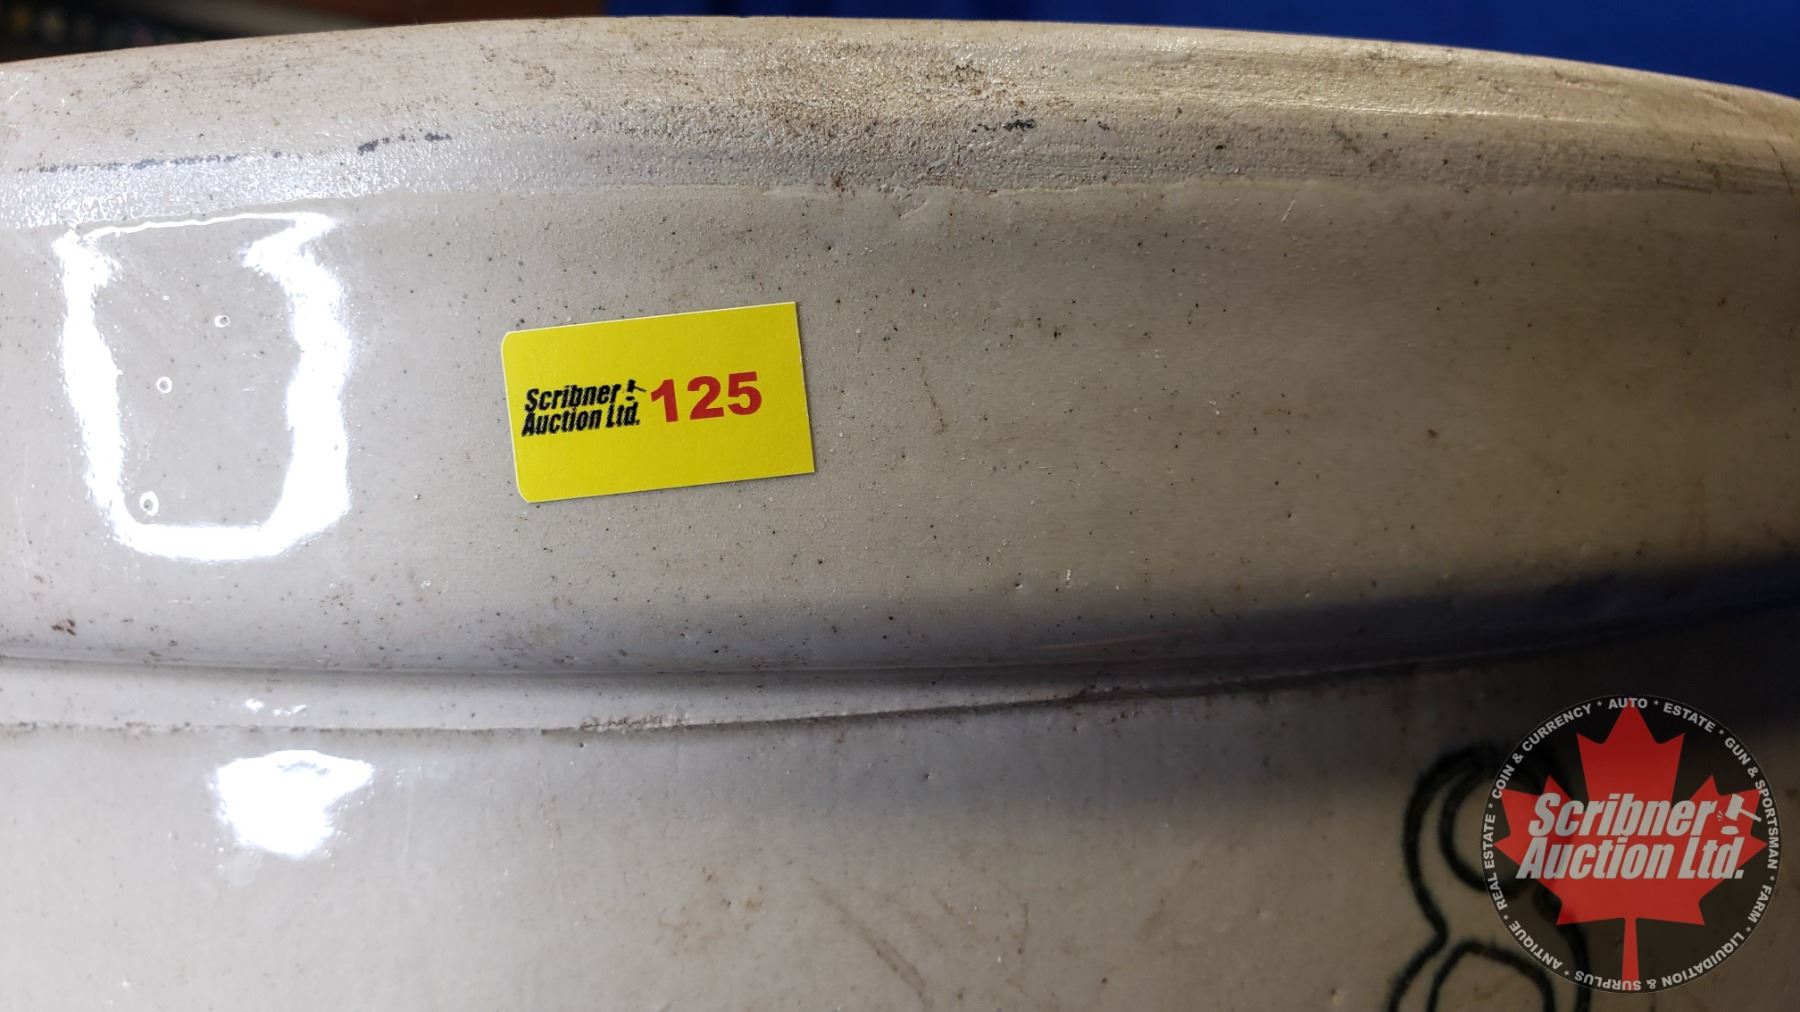 Scribner
Auction Ltd.
125
8
COIN & CURRENCY * AUTO * ESTATE * GUN & SPORTSMAN * FARM * LIQUIDATION & SURPLUS * ANTIQUE * REAL ESTATE *
Scribner
Auction Ltd.